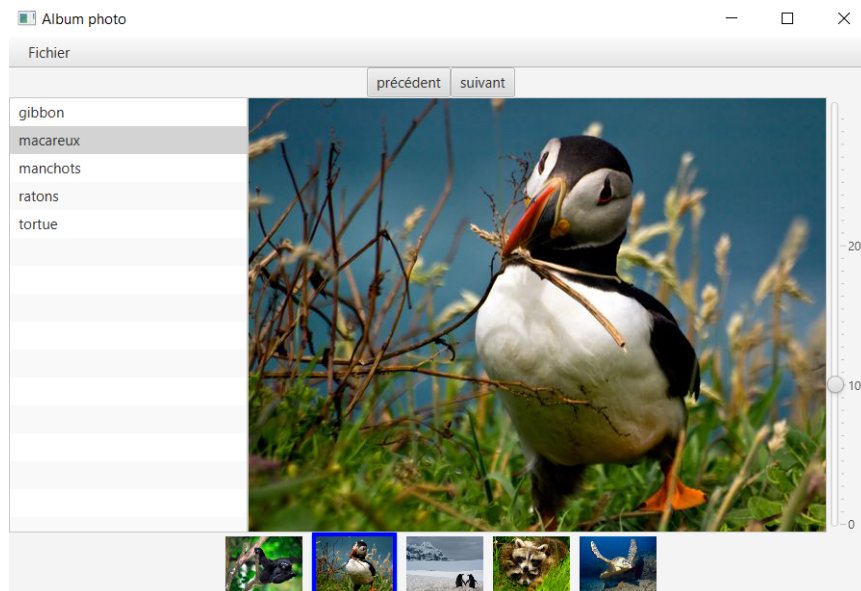 Album photo
Fichier
précédent suivant
gibbon
macareux
manchots
ratons
tortue
20
10
0